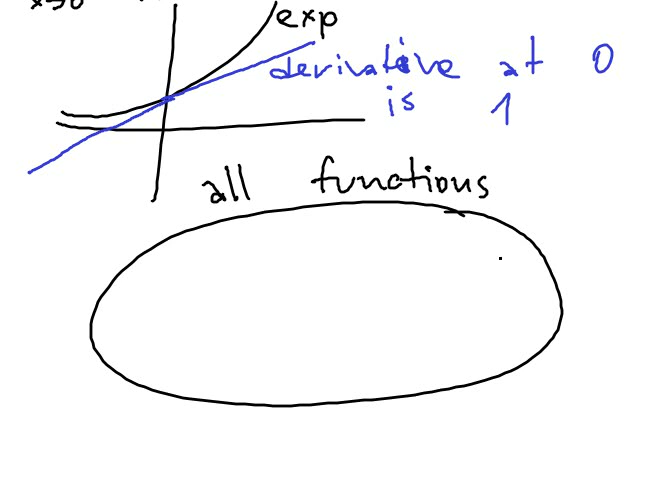 exp
derivative at 0
is 1
all functions